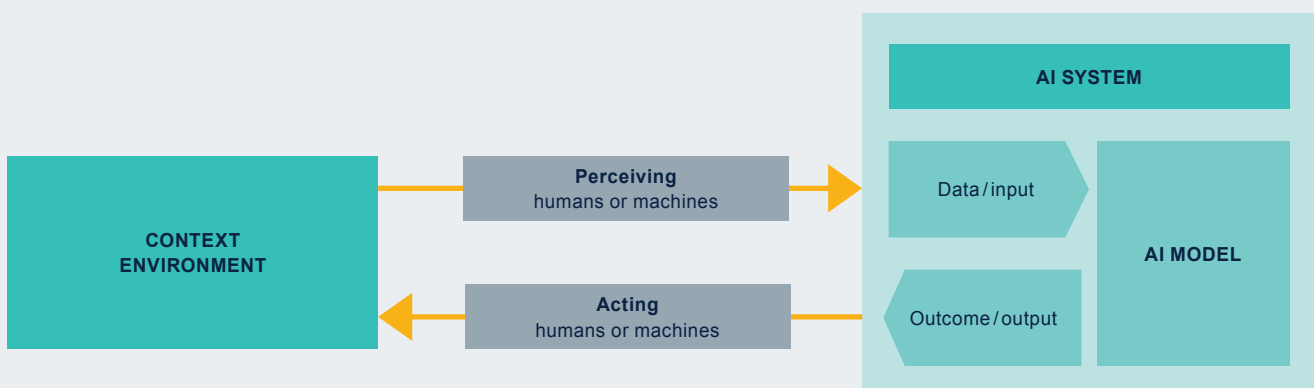 AI SYSTEM
Perceiving
humans or machines
Data/input
CONTEXT
ENVIRONMENT
AI MODEL
Acting
humans or machines
Outcome/output